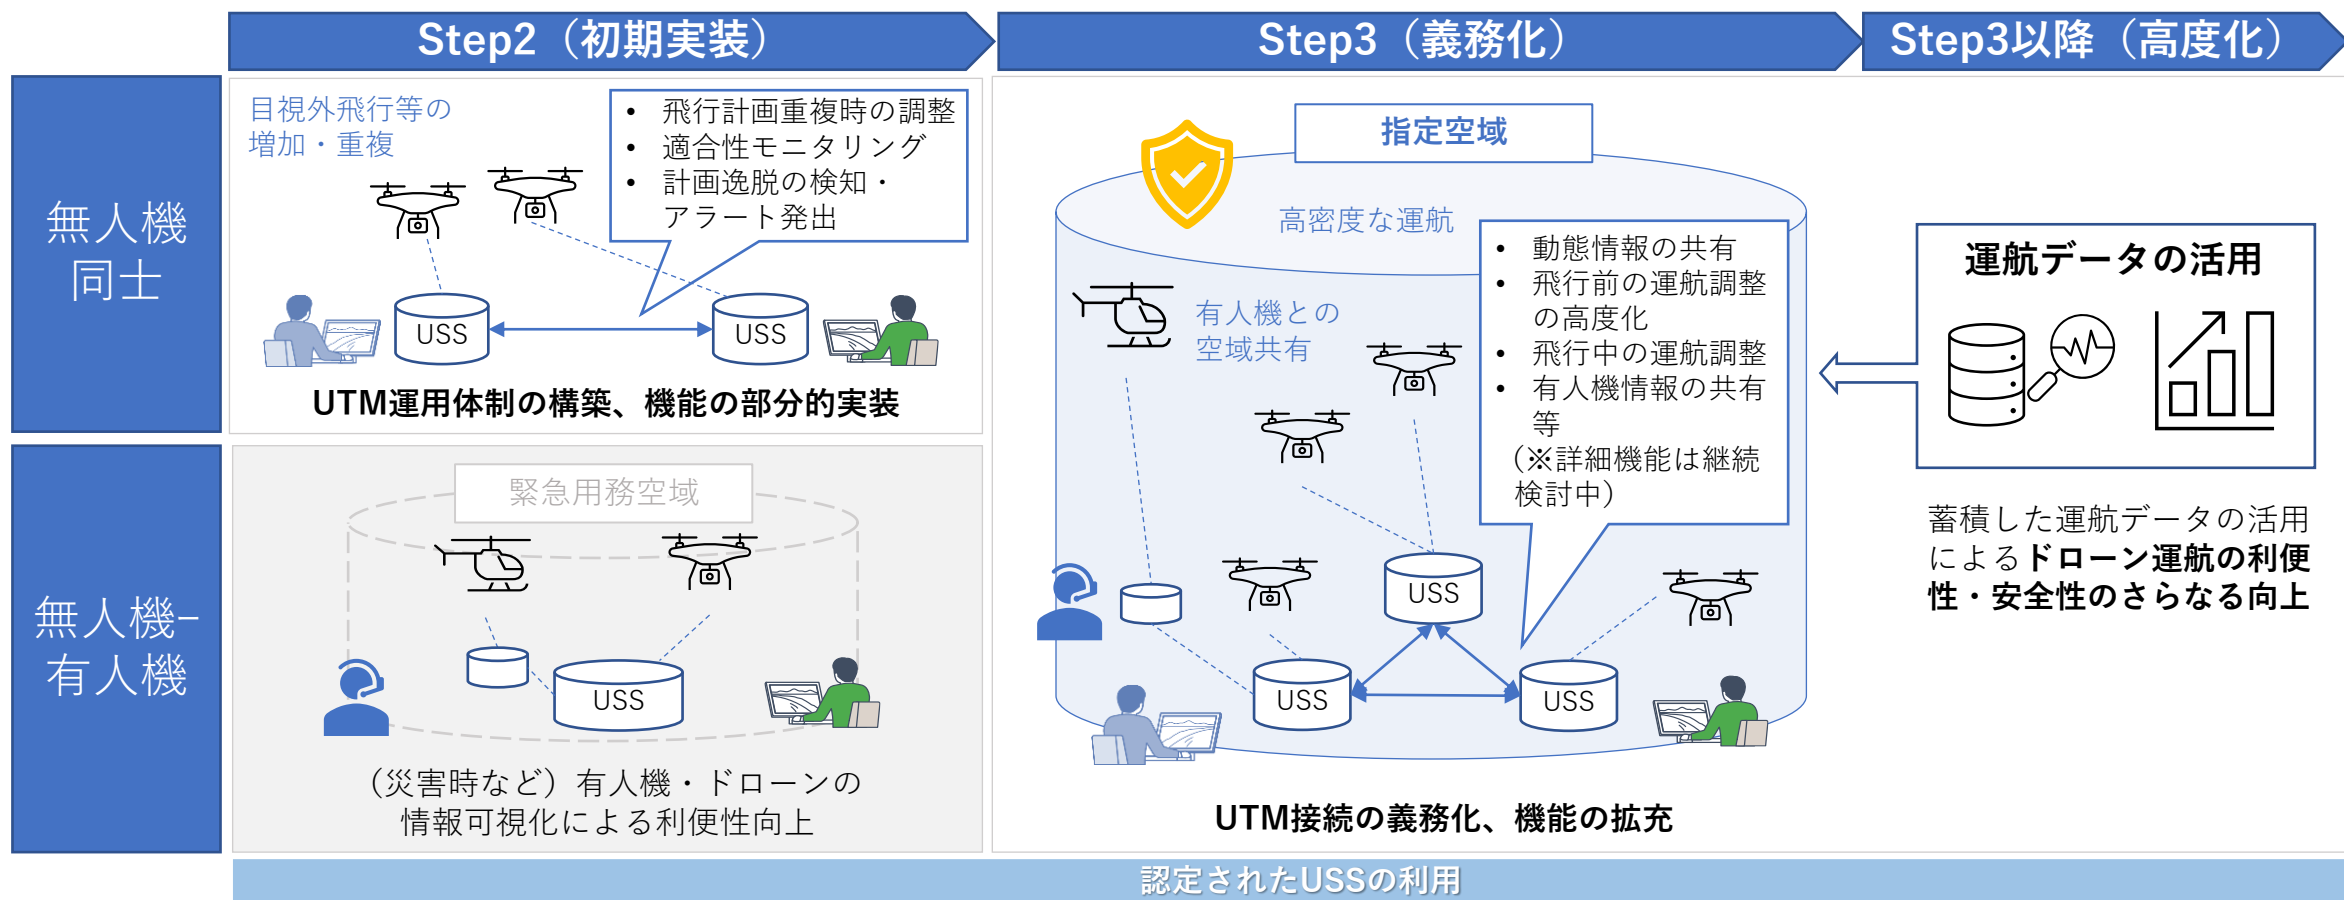 Step2（初期実装）
Step3（義務化）
Step3以降（高度化）
無人機
同士
目視外飛行等の
増加・重複
• 飛行計画重複時の調整
• 適合性モニタリング
• 計画逸脱の検知・
アラート発出
USS
USS
UTM運用体制の構築、機能の部分的実装
無人機-
有人機
緊急用務空域
USS
（災害時など）有人機・ドローンの
情報可視化による利便性向上
指定空域
高密度な運航
有人機との
空域共有
• 動態情報の共有
• 飛行前の運航調整
の高度化
• 飛行中の運航調整
• 有人機情報の共有
等
（※詳細機能は継続
検討中）
USS
USS
USS
UTM接続の義務化、機能の拡充
運航データの活用
蓄積した運航データの活用
によるドローン運航の利便
性・安全性のさらなる向上
認定されたUSSの利用